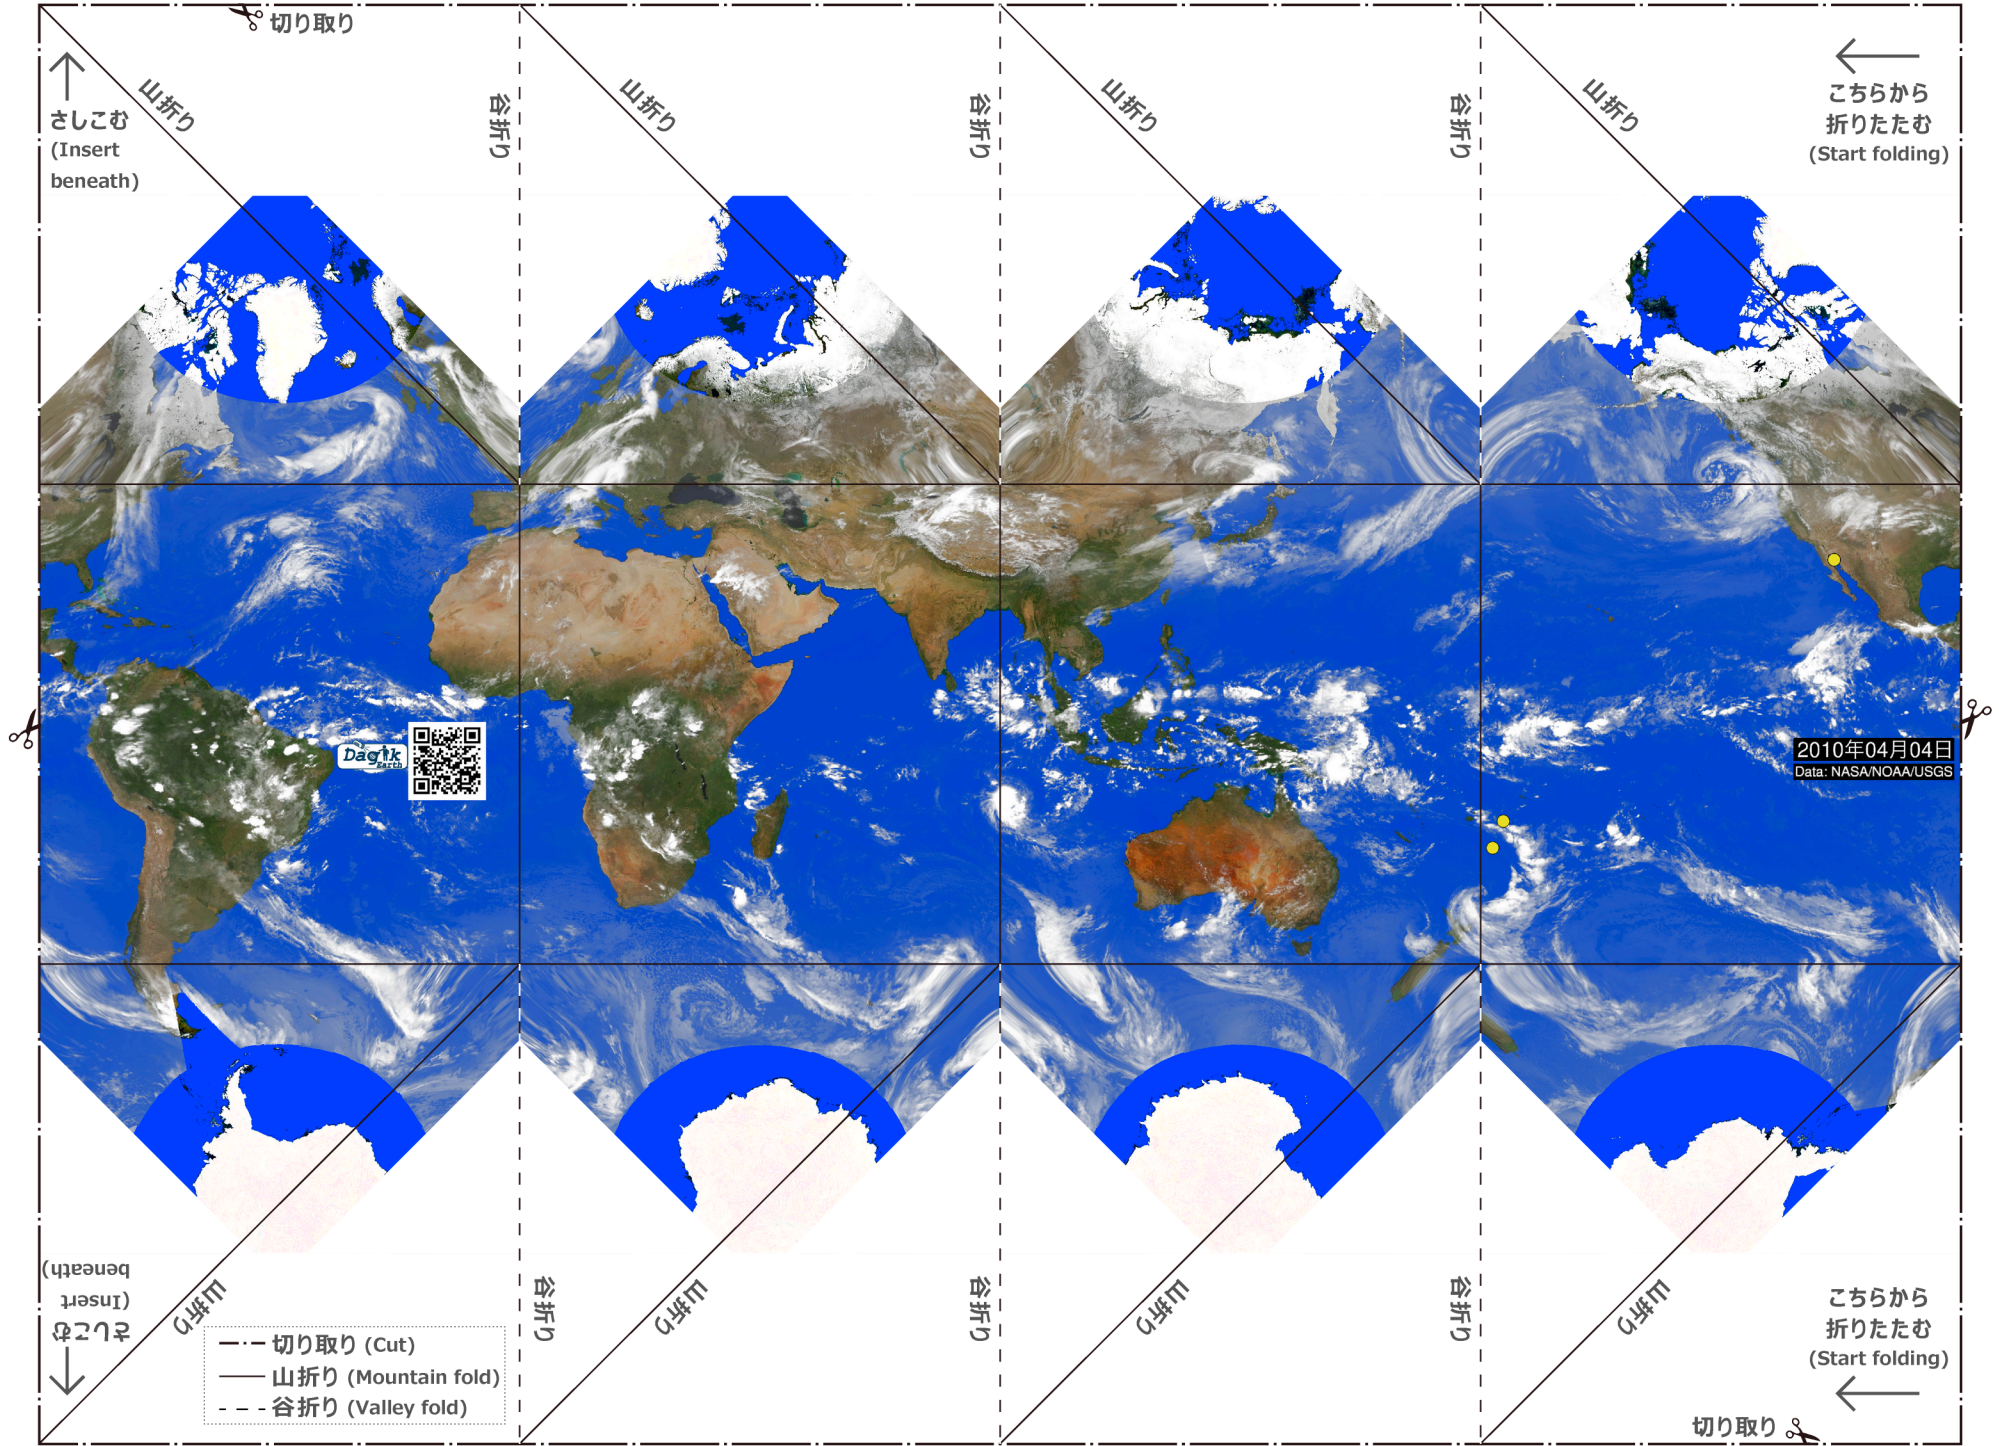 切り取り
さしこむ
(Insert
beneath)
山折り
谷折り
山折り
谷折り
山折り
谷折り
山折り
こちらから
折りたたむ
(Start folding)
Dagik
Earth
2010年04月04日
Data: NASA/NOAA/USGS
さしこむ
(Insert
beneath)
山折り
谷折り
山折り
谷折り
山折り
谷折り
山折り
こちらから
折りたたむ
(Start folding)
切り取り (Cut)
山折り (Mountain fold)
谷折り (Valley fold)
切り取り